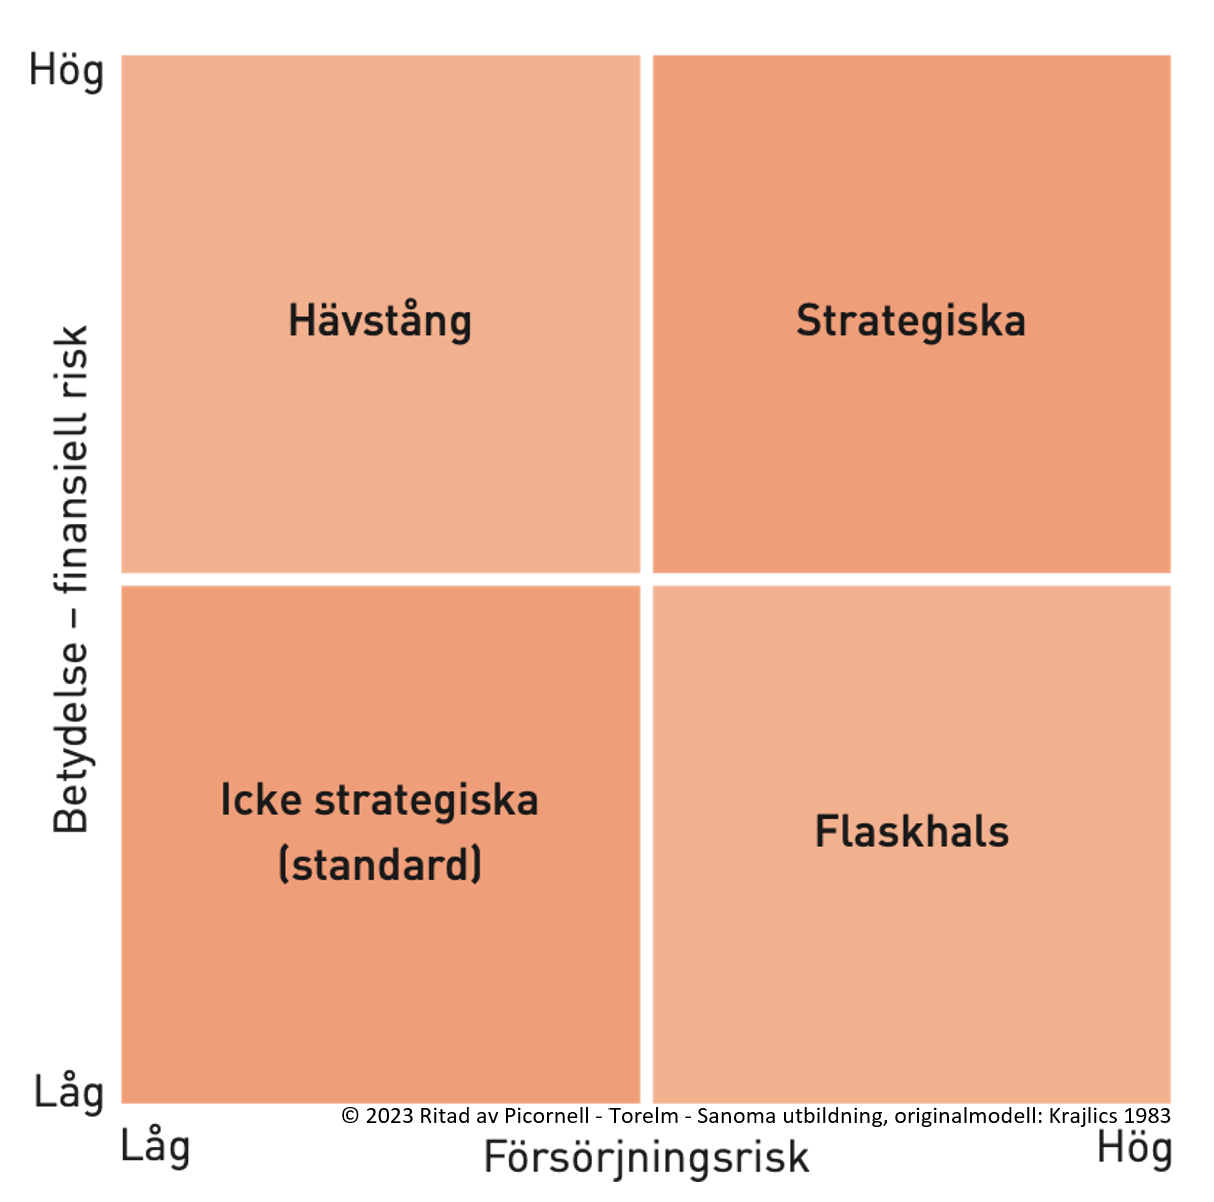 Hög
Hävstång
Strategiska
Betydelse – finansiell risk
Icke strategiska
(standard)
Flaskhals
Låg
© 2023 Ritad av Picornell - Torelm - Sanoma utbildning, originalmodell: Krajlics 1983
Låg
Försörjningsrisk
Hög